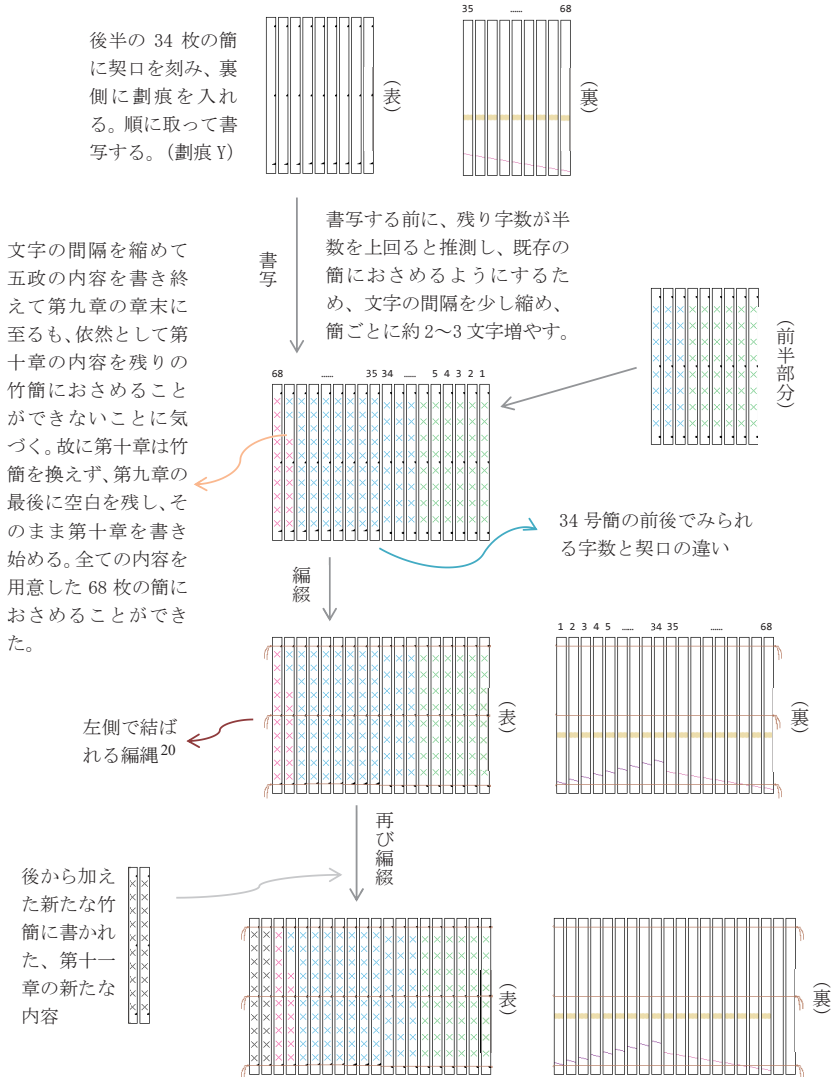 35 …… 68
後半の 34 枚の簡
に契口を刻み、裏
側に劃痕を入れ
る。順に取って書
写する。（劃痕 Y）
（表）
（裏）
書写
書写する前に、残り字数が半
数を上回ると推測し、既存の
簡におさめるようにするた
め、文字の間隔を少し縮め、
簡ごとに約 2～3 文字増やす。
（前半部分）
文字の間隔を縮めて
五政の内容を書き終
えて第九章の章末に
至るも、依然として第
十章の内容を残りの
竹簡におさめること
ができないことに気
づく。故に第十章は竹
簡を換えず、第九章の
最後に空白を残し、そ
のまま第十章を書き
始める。全ての内容を
用意した 68 枚の簡に
おさめることができ
た。
68 …… 35 34 …… 5 4 3 2 1
34 号簡の前後でみられ
る字数と契口の違い
編綴
1 2 3 4 5 …… 34 35 …… 68
左側で結ば
れる編縄20
（表）
（裏）
再び編綴
後から加え
た新たな竹
簡に書かれ
た、第十一
章の新たな
内容
（表）
（裏）